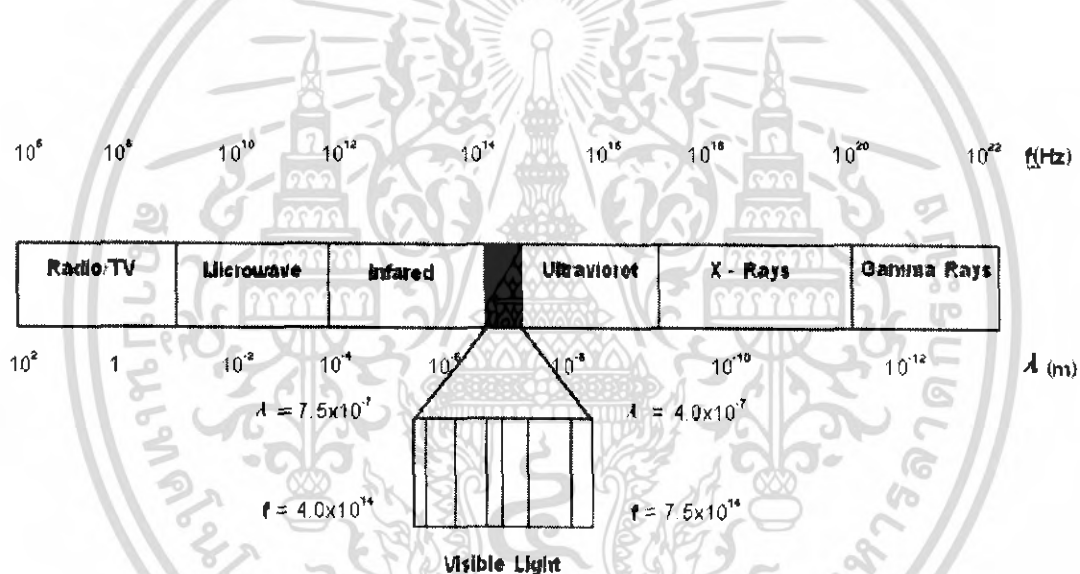 10⁶ 10⁸ 10¹⁰ 10¹² 10¹⁴ 10¹⁶ 10¹⁸ 10²⁰ 10²² f(Hz)
Radio/TV Microwave Infared Ultraviolet X - Rays Gamma Rays
10² 1 10⁻² 10⁻⁴ 10⁻⁶ 10⁻⁸ 10⁻¹⁰ 10⁻¹² λ (m)
λ = 7.5x10⁻⁷ λ = 4.0x10⁻⁷
f = 4.0x10¹⁴ f = 7.5x10¹⁴
Visible Light